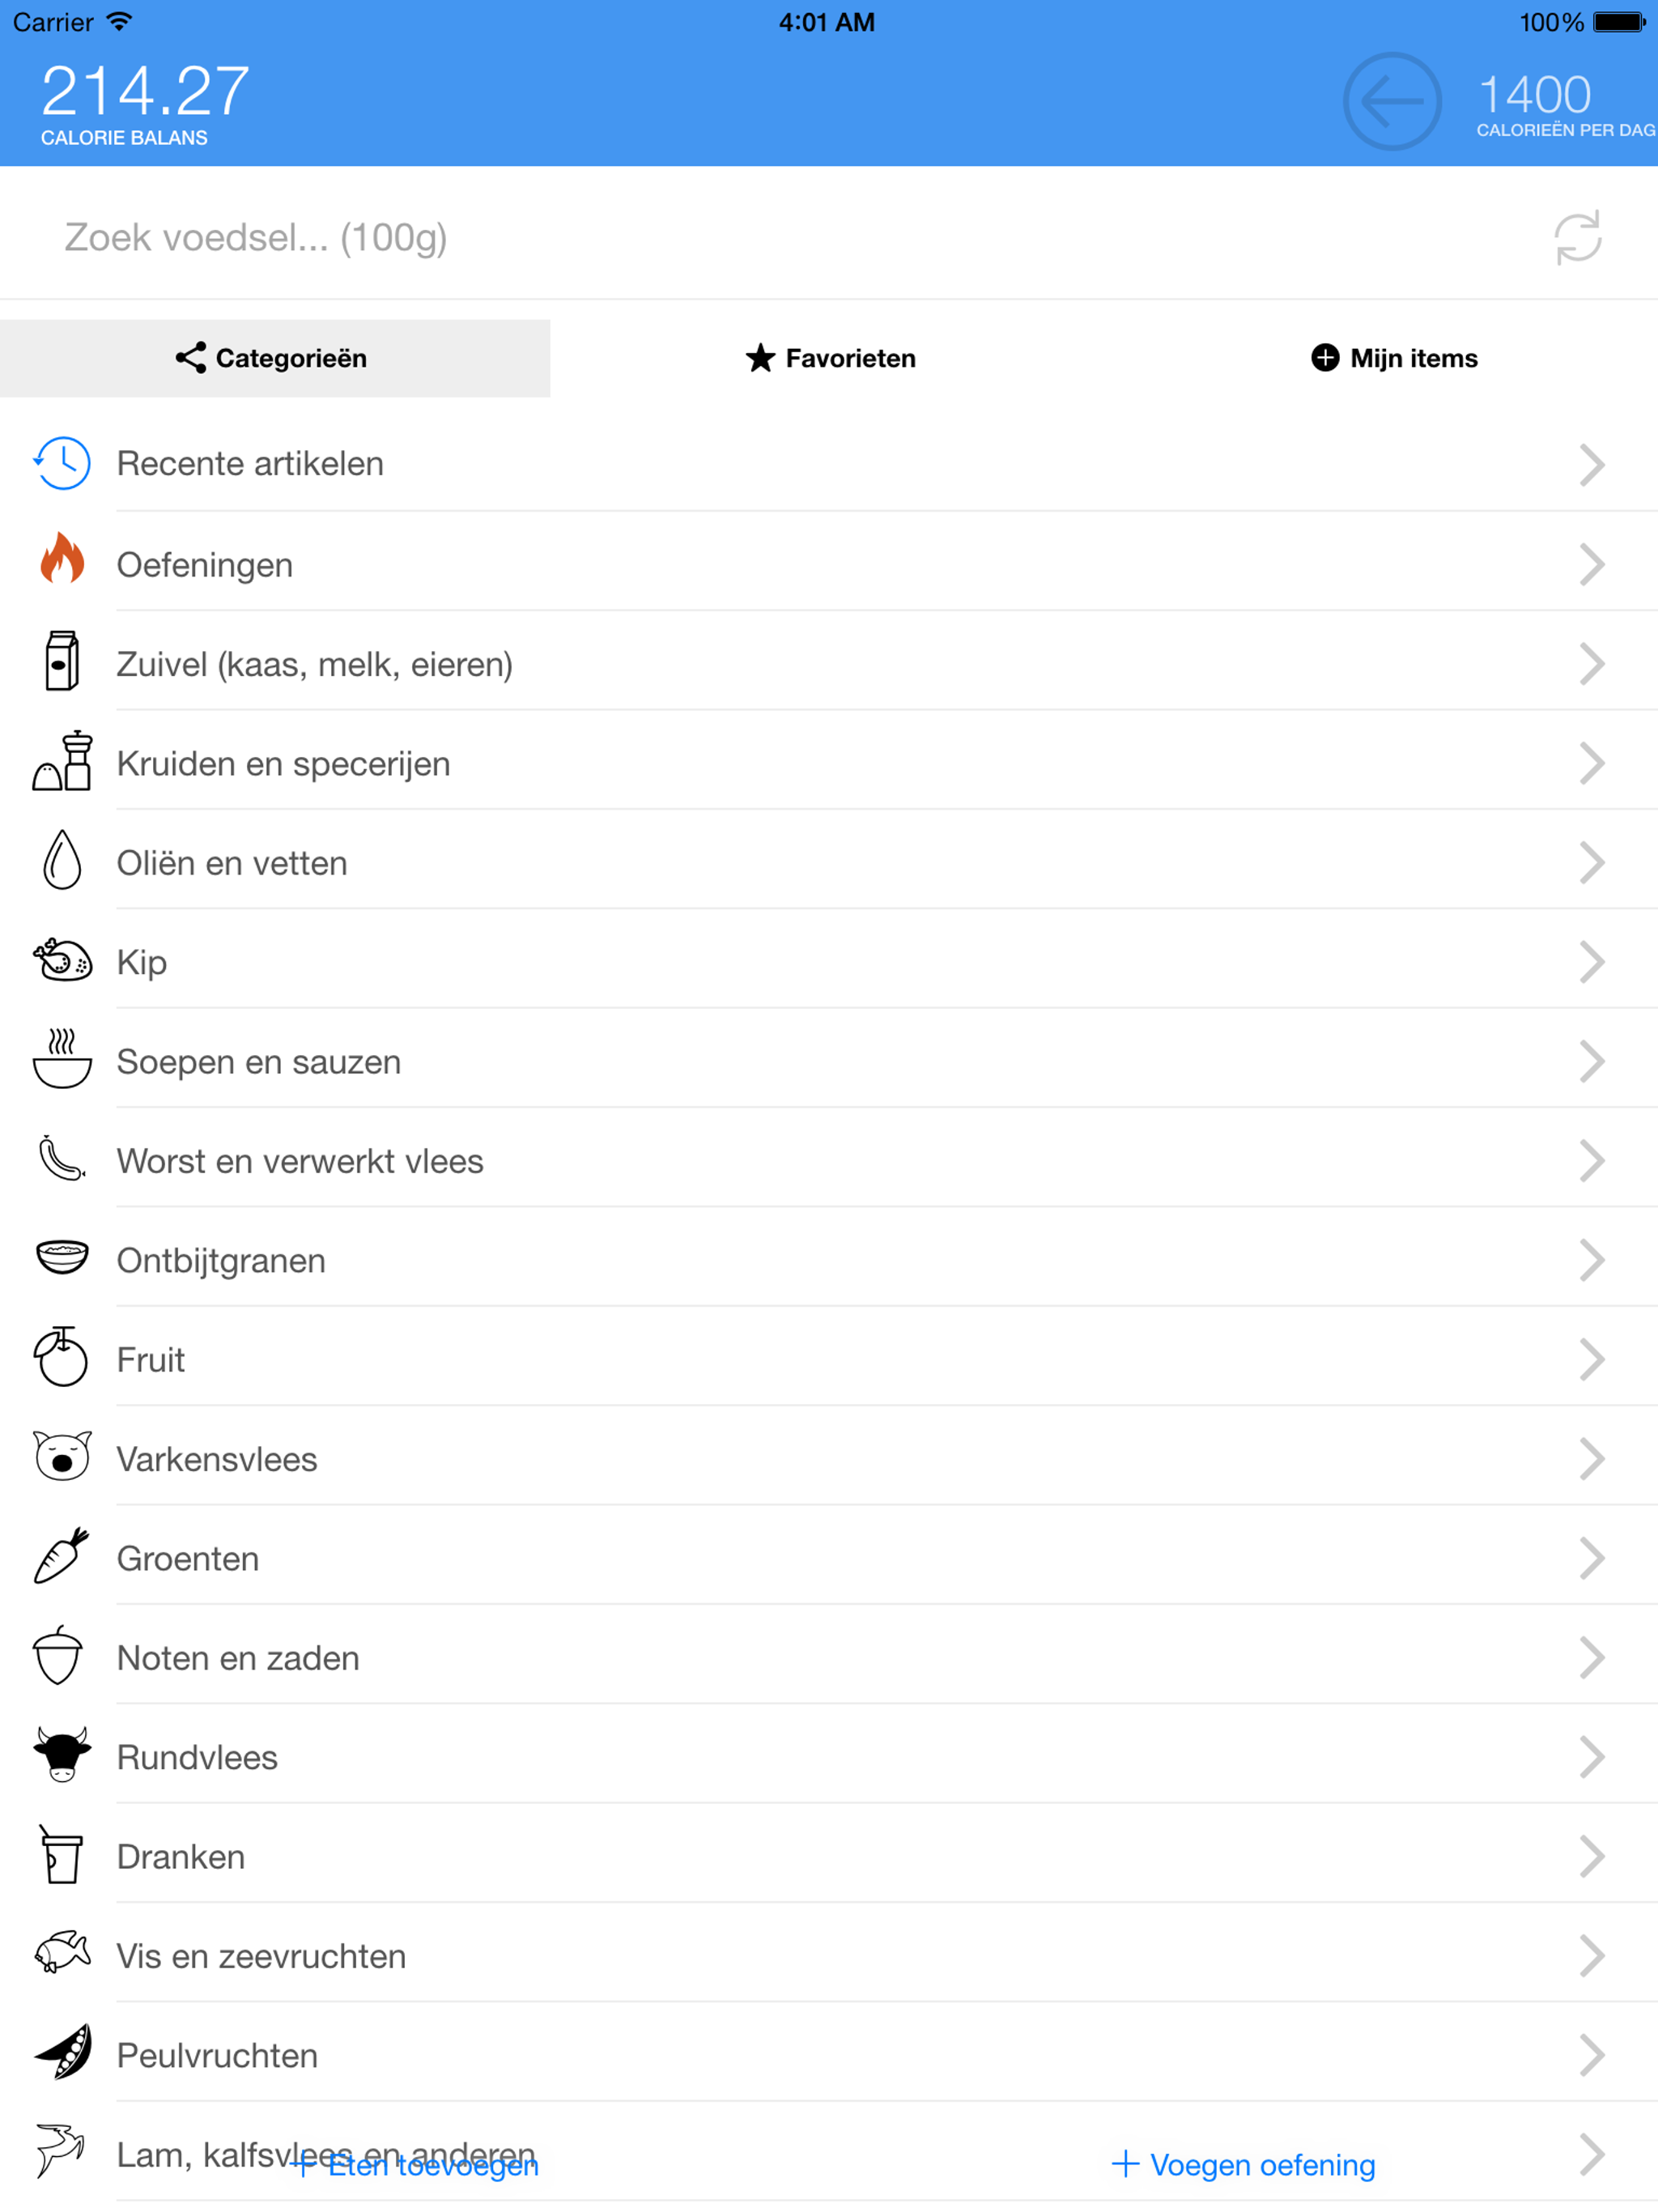 Carrier 4:01 AM 100%
214.27
CALORIE BALANS
1400
CALORIEËN PER DAG
Zoek voedsel... (100g)
Categorieën Favorieten Mijn items
Recente artikelen
Oefeningen
Zuivel (kaas, melk, eieren)
Kruiden en specerijen
Oliën en vetten
Kip
Soepen en sauzen
Worst en verwerkt vlees
Ontbijtgranen
Fruit
Varkensvlees
Groenten
Noten en zaden
Rundvlees
Dranken
Vis en zeevruchten
Peulvruchten
Lam, kalfsvlees en anderen
+ Eten toevoegen + Voegen oefening